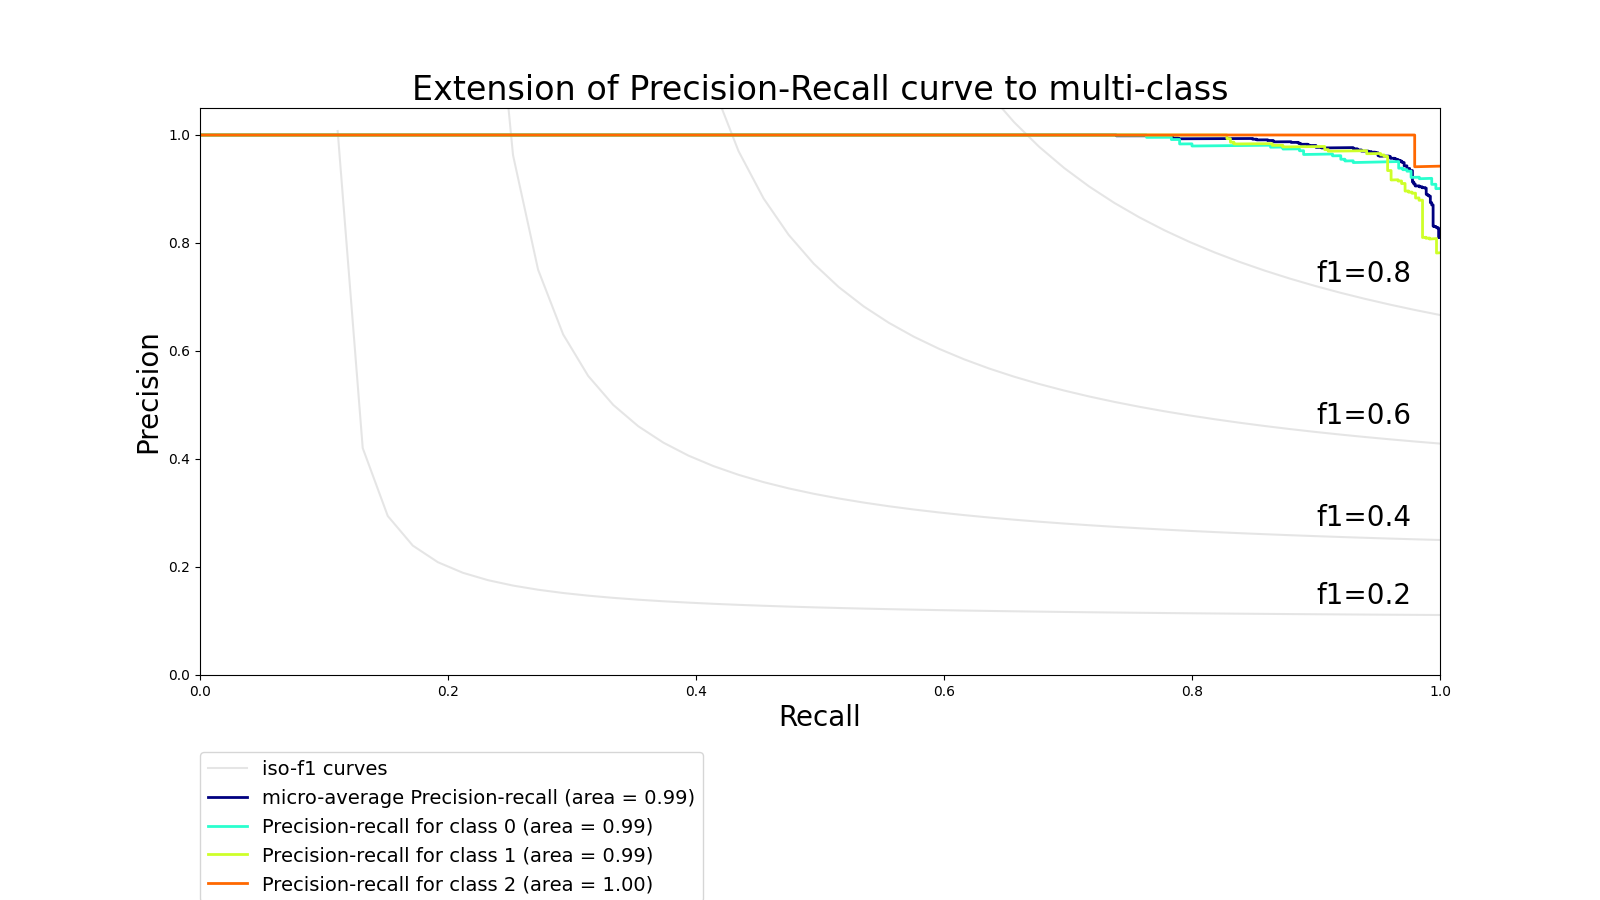 Extension of Precision-Recall curve to multi-class
1.0
0.8
0.6
0.4
0.2
0.0
Precision
f1=0.8
f1=0.6
f1=0.4
f1=0.2
0.0 0.2 0.4 0.6 0.8 1.0
Recall
iso-f1 curves
micro-average Precision-recall (area = 0.99)
Precision-recall for class 0 (area = 0.99)
Precision-recall for class 1 (area = 0.99)
Precision-recall for class 2 (area = 1.00)